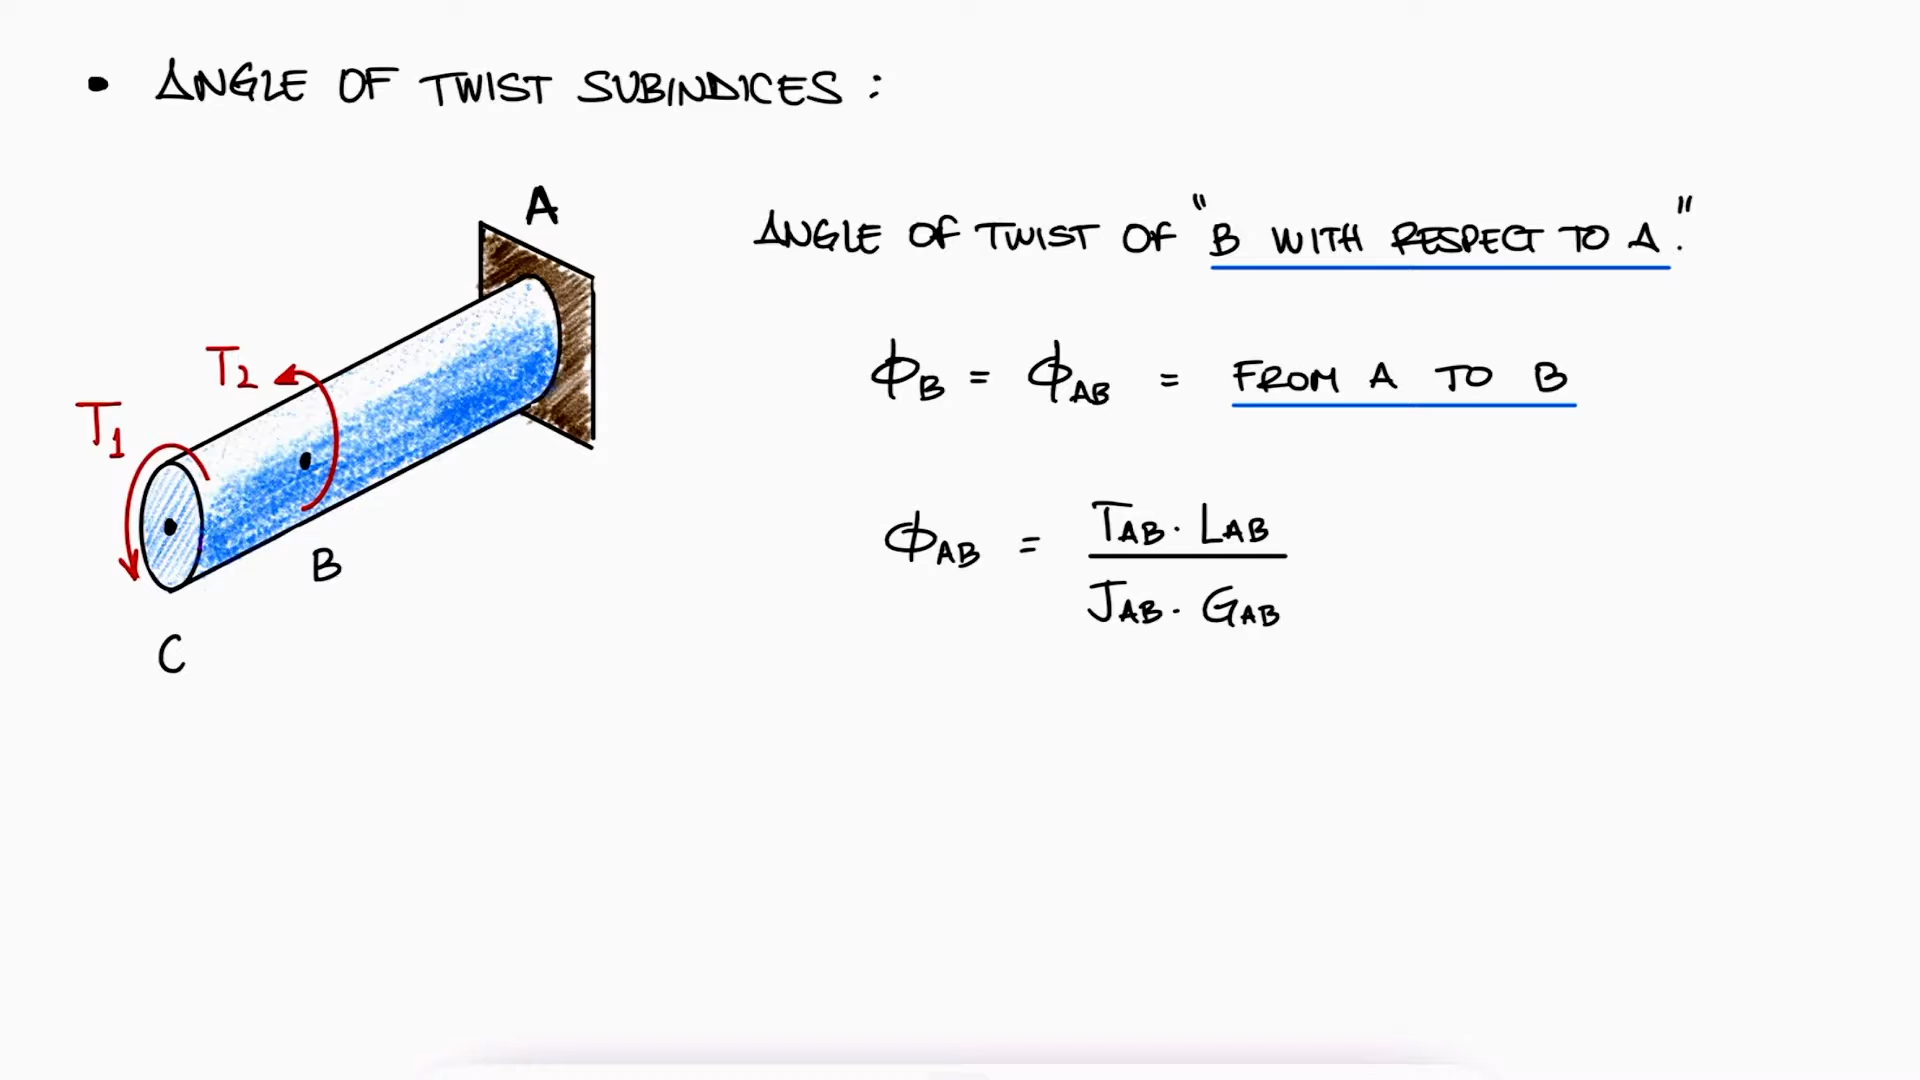 • ANGLE OF TWIST SUBINDICES :
A
ANGLE OF TWIST OF "B WITH RESPECT TO A."
T2
ϕB = ϕAB = FROM A TO B
T1
ϕAB = TAB · LAB
JAB · GAB
B
C